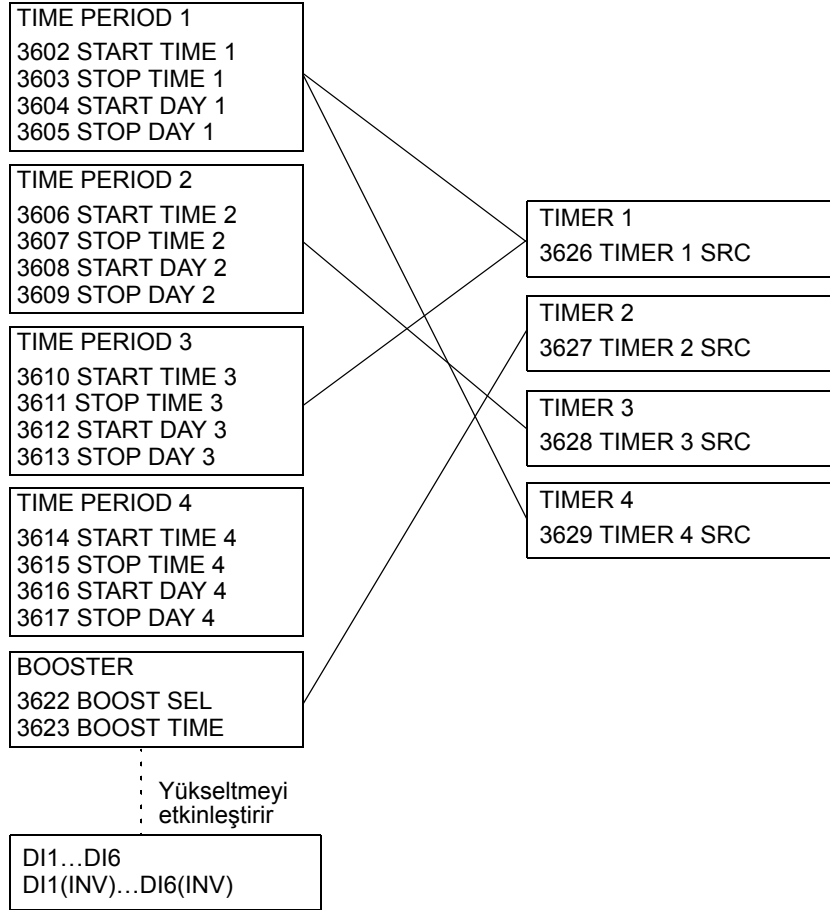 TIME PERIOD 1
3602 START TIME 1
3603 STOP TIME 1
3604 START DAY 1
3605 STOP DAY 1
TIME PERIOD 2
3606 START TIME 2
3607 STOP TIME 2
3608 START DAY 2
3609 STOP DAY 2
TIME PERIOD 3
3610 START TIME 3
3611 STOP TIME 3
3612 START DAY 3
3613 STOP DAY 3
TIME PERIOD 4
3614 START TIME 4
3615 STOP TIME 4
3616 START DAY 4
3617 STOP DAY 4
BOOSTER
3622 BOOST SEL
3623 BOOST TIME
Yükseltmeyi
etkinleştirir
DI1…DI6
DI1(INV)…DI6(INV)
TIMER 1
3626 TIMER 1 SRC
TIMER 2
3627 TIMER 2 SRC
TIMER 3
3628 TIMER 3 SRC
TIMER 4
3629 TIMER 4 SRC